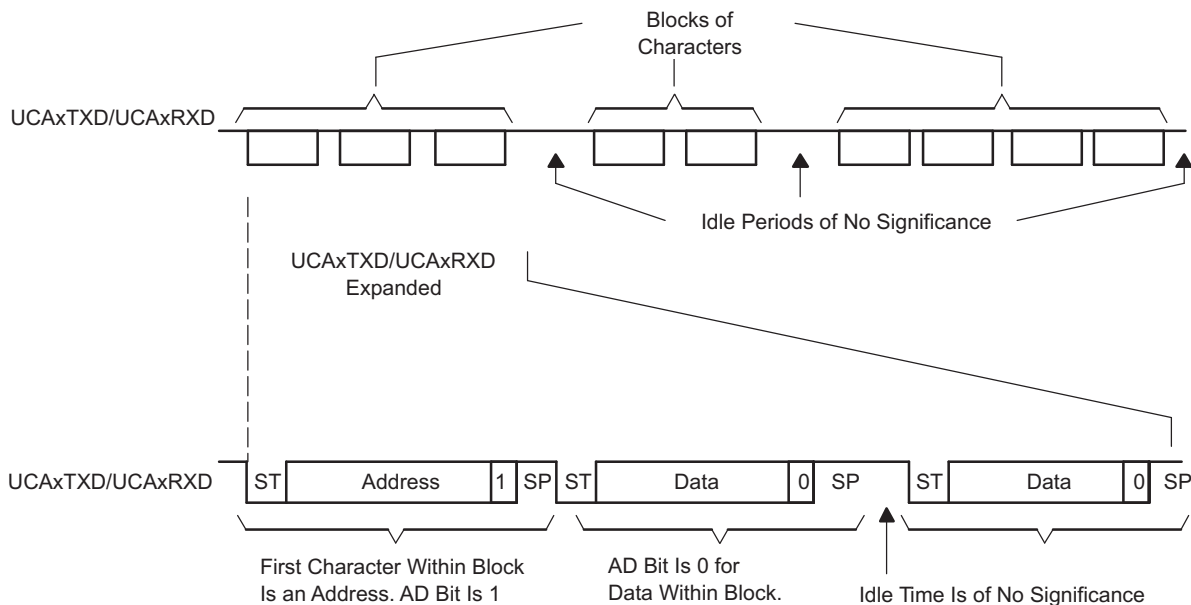 Blocks of
Characters
UCAxTXD/UCAxRXD
Idle Periods of No Significance
UCAxTXD/UCAxRXD
Expanded
UCAxTXD/UCAxRXD
ST Address 1 SP ST Data 0 SP ST Data 0 SP
First Character Within Block
Is an Address. AD Bit Is 1
AD Bit Is 0 for
Data Within Block.
Idle Time Is of No Significance